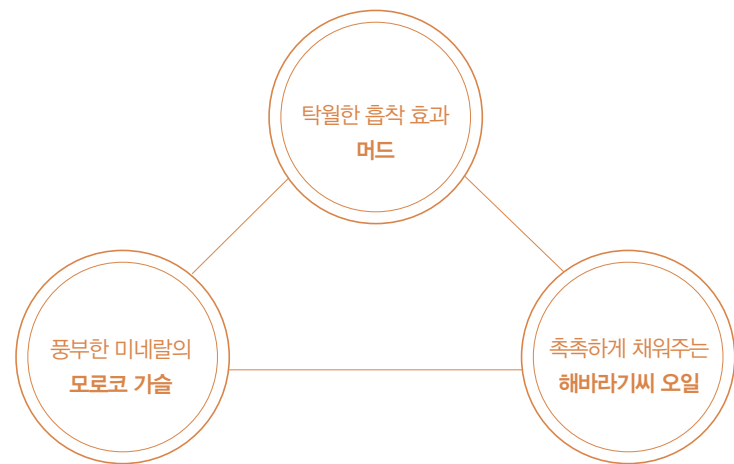 탁월한 흡착 효과
머드
풍부한 미네랄의
모로코 가슬
촉촉하게 채워주는
해바라기씨 오일